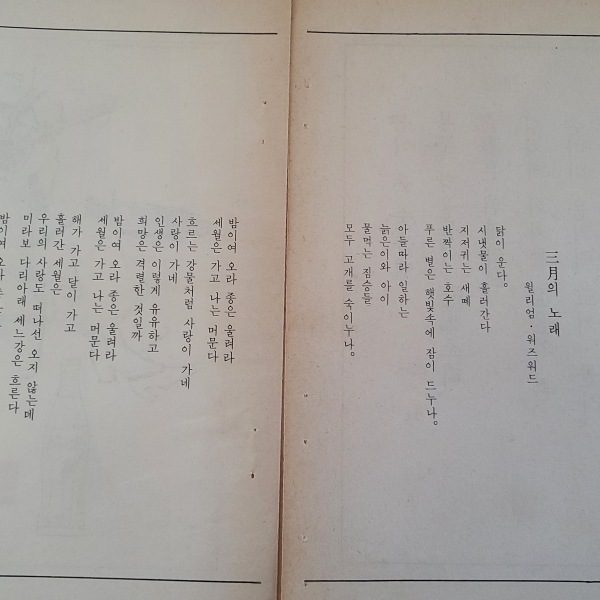 三月의 노래
윌리엄·워즈워드
닭이 운다。
시냇물이 흘러간다
지저귀는 새떼
반짝이는 호수
푸른 별은 햇빛속에 잠이 드누나。
아들따라 일하는
늙은이와 아이
물먹는 짐승들
모두 고개를 숙이누나。
밤이여 오라 종은 울려라
세월은 가고 나는 머문다
흐르는 강물처럼 사랑이 가네
사랑이 가네
인생은 이렇게 유유하고
희망은 격렬한 것일까
밤이여 오라 종은 울려라
세월은 가고 나는 머문다
해가 가고 달이 가고
흘러간 세월은
우리의 사랑도 떠나선 오지 않는데
미라보 다리아래 세느강은 흐른다
밤이여 오라